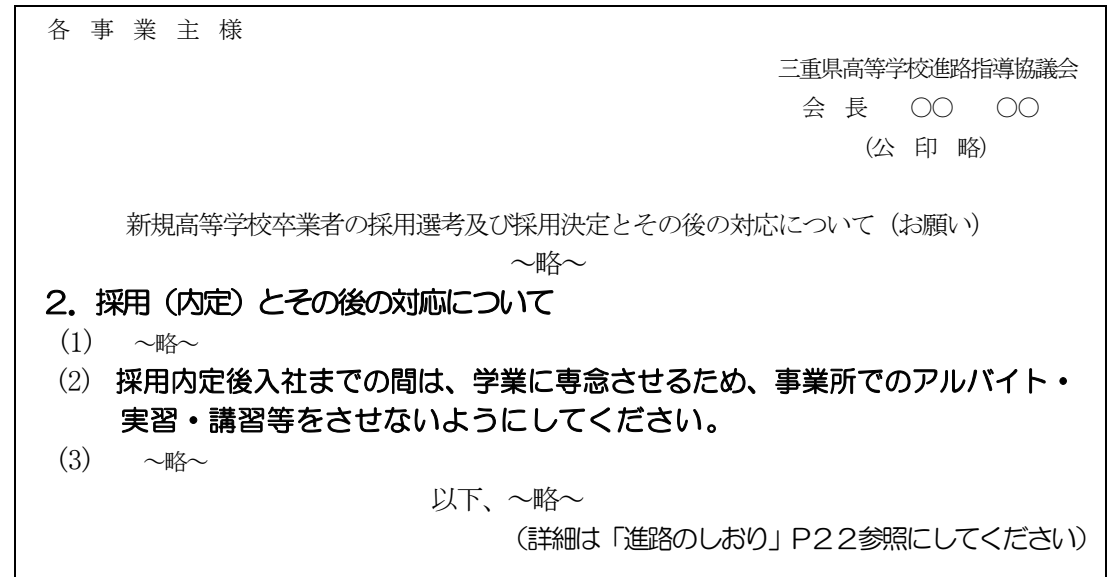 各 事 業 主 様
三重県高等学校進路指導協議会
会 長 ○○ ○○
(公 印 略)
新規高等学校卒業者の採用選考及び採用決定とその後の対応について（お願い）
～略～
２．採用（内定）とその後の対応について
(1) ～略～
(2) 採用内定後入社までの間は、学業に専念させるため、事業所でのアルバイト・
実習・講習等をさせないようにしてください。
(3) ～略～
以下、～略～
（詳細は「進路のしおり」Ｐ２２参照にしてください）